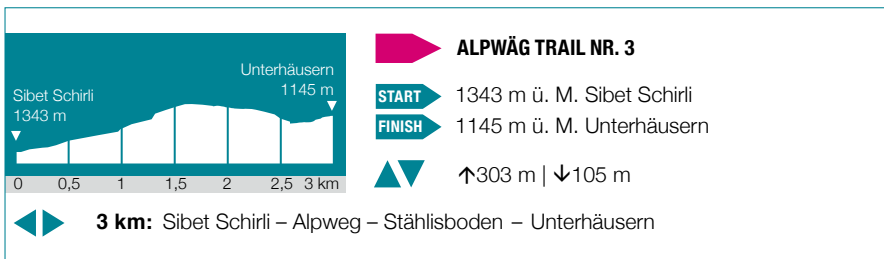 Unterhäusern
1145 m
Sibet Schirli
1343 m
0 0,5 1 1,5 2 2,5 3 km
ALPWÄG TRAIL NR. 3
START 1343 m ü. M. Sibet Schirli
FINISH 1145 m ü. M. Unterhäusern
↑303 m | ↓105 m
3 km: Sibet Schirli – Alpweg – Stählisboden – Unterhäusern